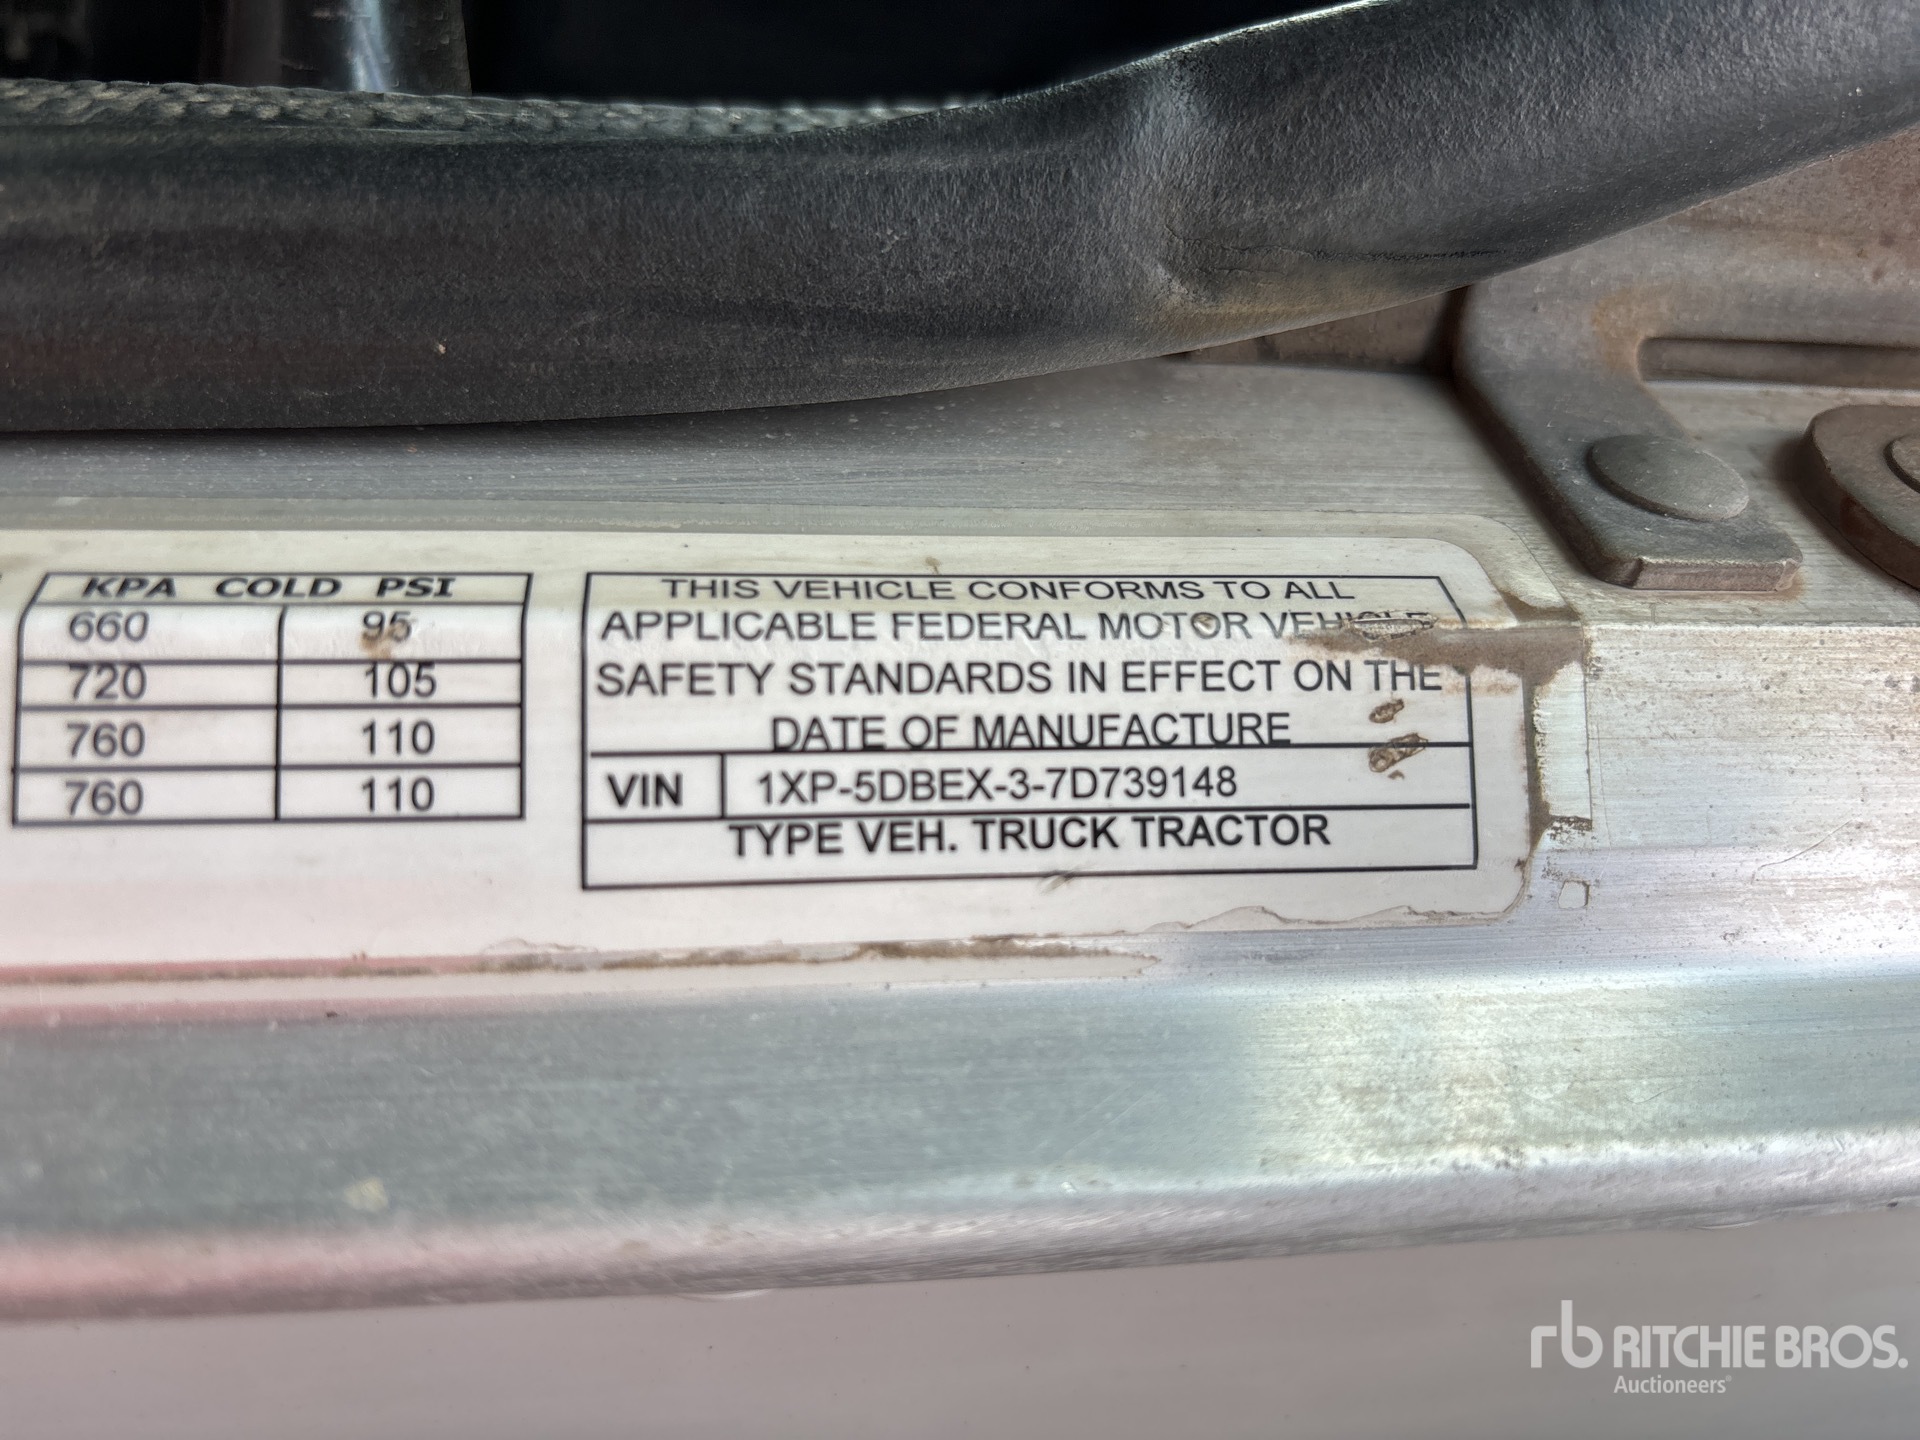 KPA COLD PSI
660 95
720 105
760 110
760 110
THIS VEHICLE CONFORMS TO ALL
APPLICABLE FEDERAL MOTOR VEHICLE
SAFETY STANDARDS IN EFFECT ON THE
DATE OF MANUFACTURE
VIN 1XP-5DBEX-3-7D739148
TYPE VEH. TRUCK TRACTOR
rb RITCHIE BROS.
Auctioneers